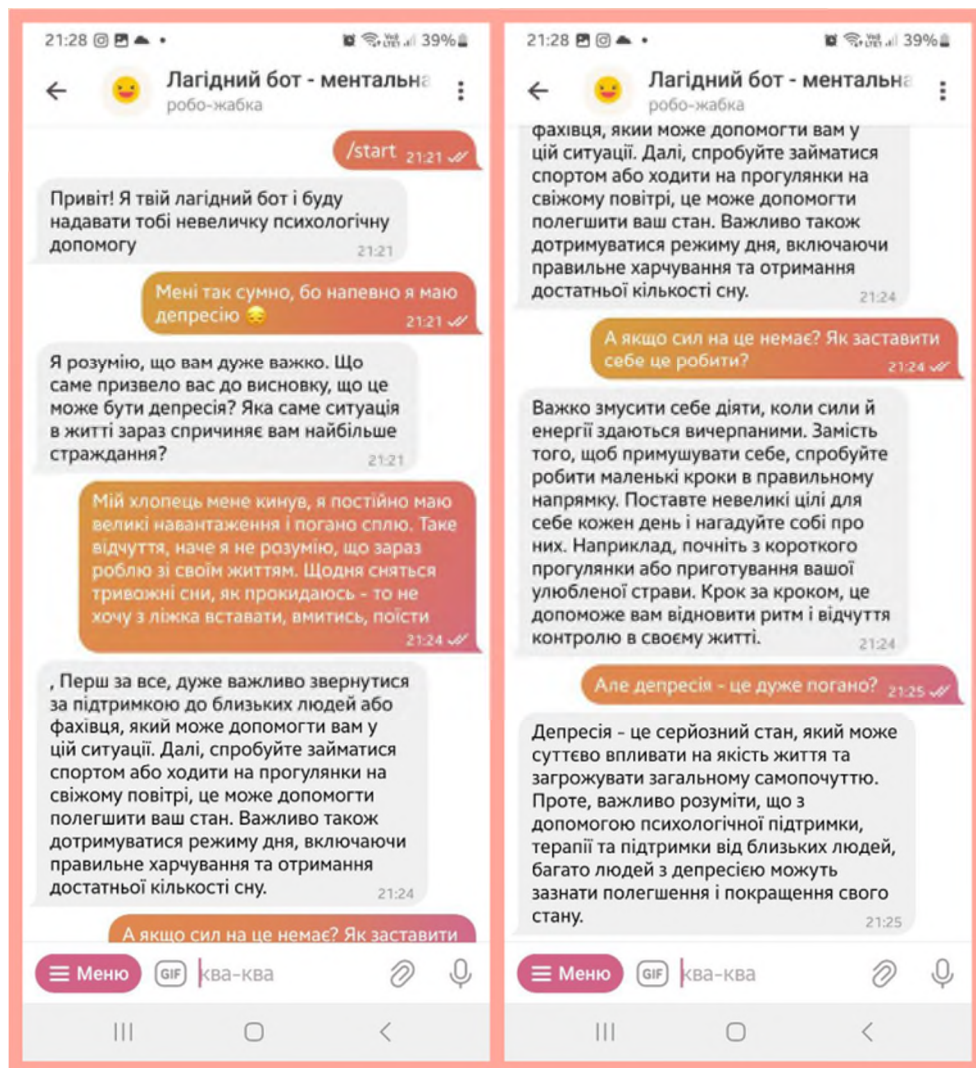 21:28
39%
Лагідний бот - ментальна
робо-жабка
/start 21:21
Привіт! Я твій лагідний бот і буду
надавати тобі невеличку психологічну
допомогу
21:21
Мені так сумно, бо напевно я маю
депресію 😔
21:21
Я розумію, що вам дуже важко. Що
саме призвело вас до висновку, що це
може бути депресія? Яка саме ситуація
в житті зараз спричиняє вам найбільше
страждання?
21:21
Мій хлопець мене кинув, я постійно маю
великі навантаження і погано сплю. Таке
відчуття, наче я не розумію, що зараз
роблю зі своїм життям. Щодня сняться
тривожні сни, як прокидаюсь - то не
хочу з ліжка вставати, вмитись, поїсти
21:24
, Перш за все, дуже важливо звернутися
за підтримкою до близьких людей або
фахівця, який може допомогти вам у
цій ситуації. Далі, спробуйте займатися
спортом або ходити на прогулянки на
свіжому повітрі, це може допомогти
полегшити ваш стан. Важливо також
дотримуватися режиму дня, включаючи
правильне харчування та отримання
достатньої кількості сну.
21:24
А якщо сил на це немає? Як заставити
Меню
GIF
ква-ква
21:28
39%
Лагідний бот - ментальна
робо-жабка
фахівця, який може допомогти вам у
цій ситуації. Далі, спробуйте займатися
спортом або ходити на прогулянки на
свіжому повітрі, це може допомогти
полегшити ваш стан. Важливо також
дотримуватися режиму дня, включаючи
правильне харчування та отримання
достатньої кількості сну.
21:24
А якщо сил на це немає? Як заставити
себе це робити?
21:24
Важко змусити себе діяти, коли сили й
енергії здаються вичерпаними. Замість
того, щоб примушувати себе, спробуйте
робити маленькі кроки в правильному
напрямку. Поставте невеликі цілі для
себе кожен день і нагадуйте собі про
них. Наприклад, почніть з короткого
прогулянки або приготування вашої
улюбленої страви. Крок за кроком, це
допоможе вам відновити ритм і відчуття
контролю в своєму житті.
21:24
Але депресія - це дуже погано? 21:25
Депресія - це серйозний стан, який може
суттєво впливати на якість життя та
загрожувати загальному самопочуттю.
Проте, важливо розуміти, що з
допомогою психологічної підтримки,
терапії та підтримки від близьких людей,
багато людей з депресією можуть
зазнати полегшення і покращення свого
стану.
21:25
Меню
GIF
ква-ква